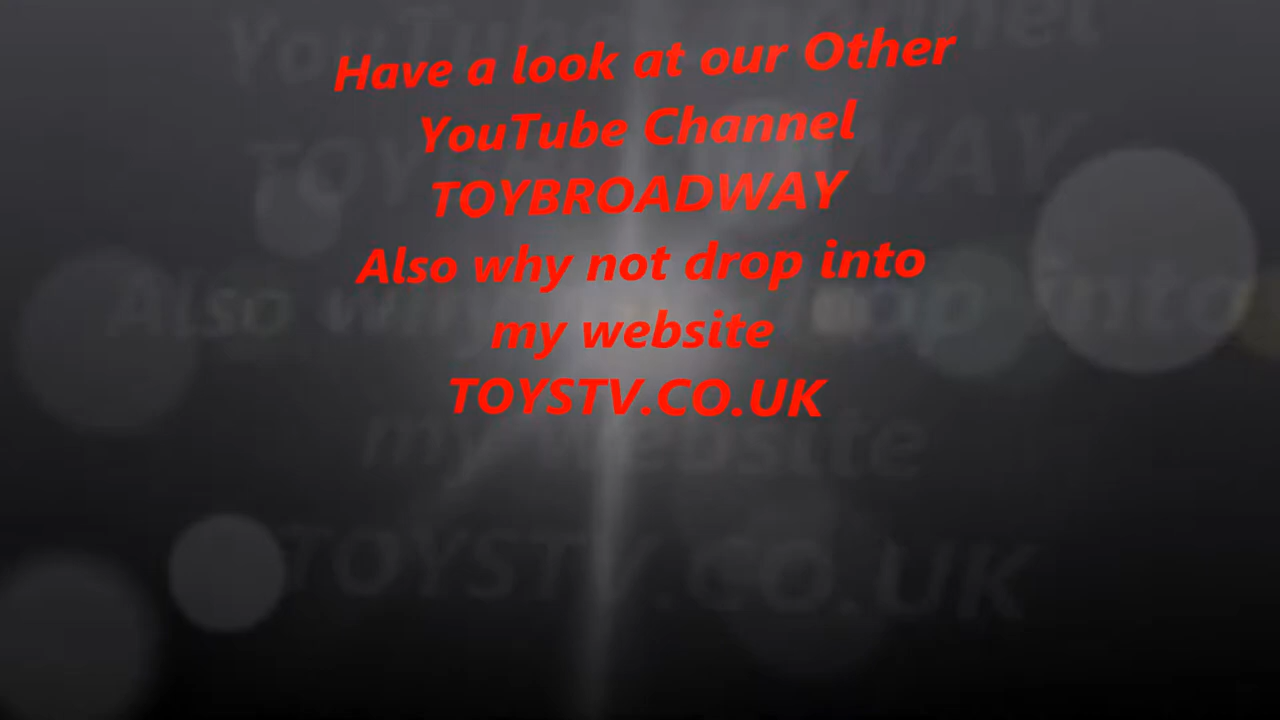 Have a look at our Other
YouTube Channel
TOYBROADWAY
Also why not drop into
my website
TOYSTV.CO.UK